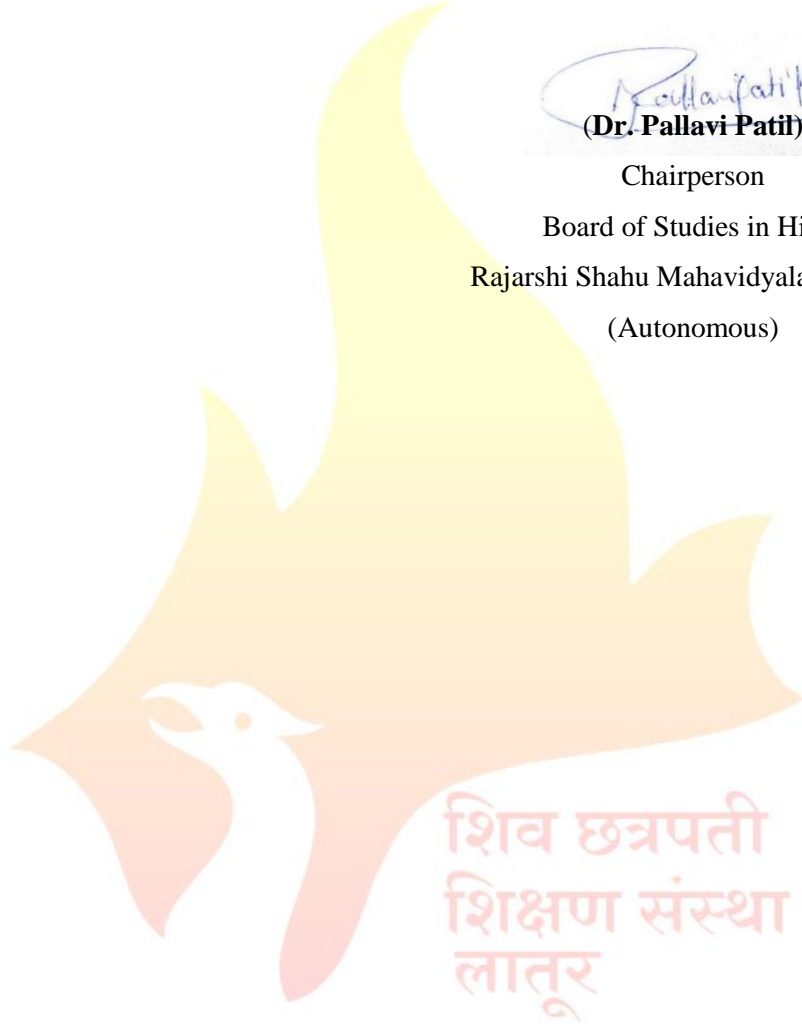 (Dr. Pallavi Patil)
Chairperson
Board of Studies in Hi
Rajarshi Shahu Mahavidyala
(Autonomous)
शिव छत्रपती
शिक्षण संस्था
लातूर